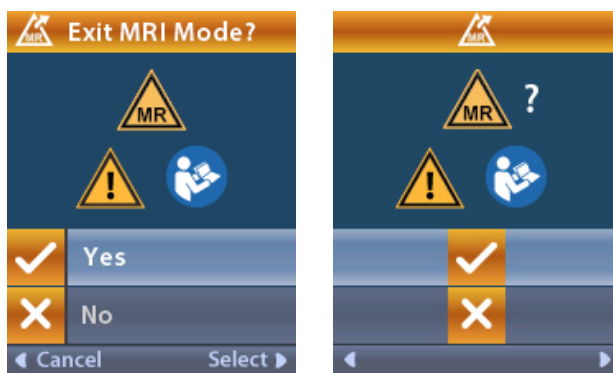 MR Exit MRI Mode?
MR
!
Yes
No
Cancel Select
MR
MR ?
!